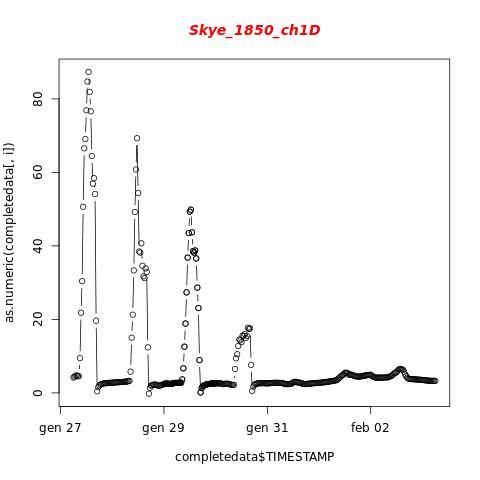 Skye_1850_ch1D
as.numeric(completedata[, i])
80
60
40
20
0
gen 27
gen 29
gen 31
feb 02
completedata$TIMESTAMP